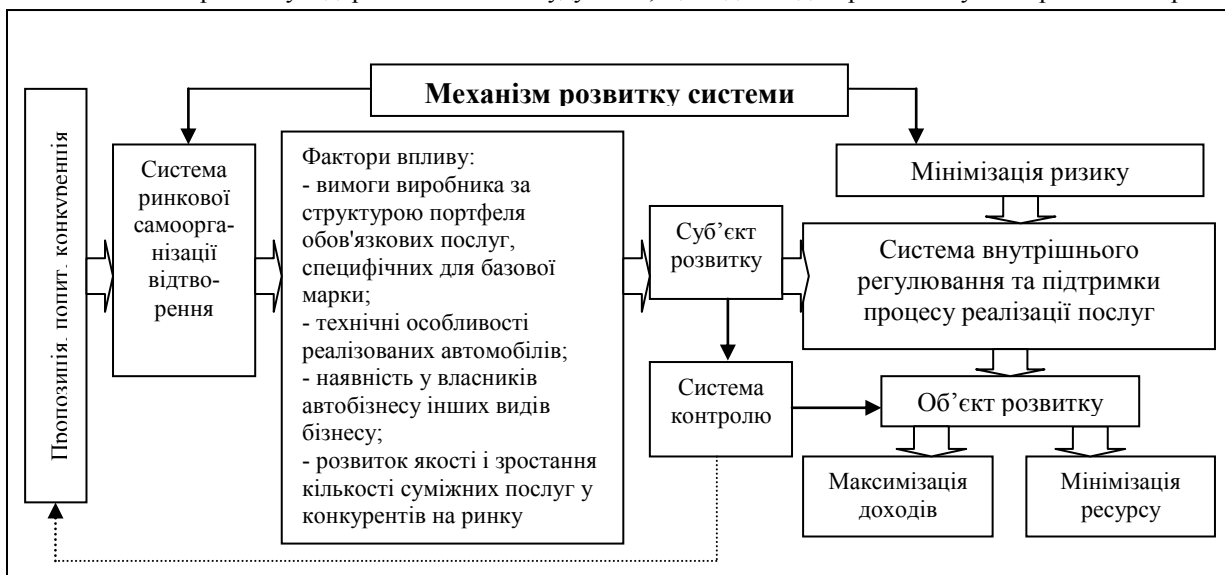 Механізм розвитку системи
Пропозиція, попит, конкуренція
Система
ринкової
самоорга-
нізації
відтво-
рення
Фактори впливу:
- вимоги виробника за
структурою портфеля
обов'язкових послуг,
специфічних для базової
марки;
- технічні особливості
реалізованих автомобілів;
- наявність у власників
автобізнесу інших видів
бізнесу;
- розвиток якості і зростання
кількості суміжних послуг у
конкурентів на ринку
Суб’єкт
розвитку
Система
контролю
Мінімізація ризику
Система внутрішнього
регулювання та підтримки
процесу реалізації послуг
Об’єкт розвитку
Максимізація
доходів
Мінімізація
ресурсу